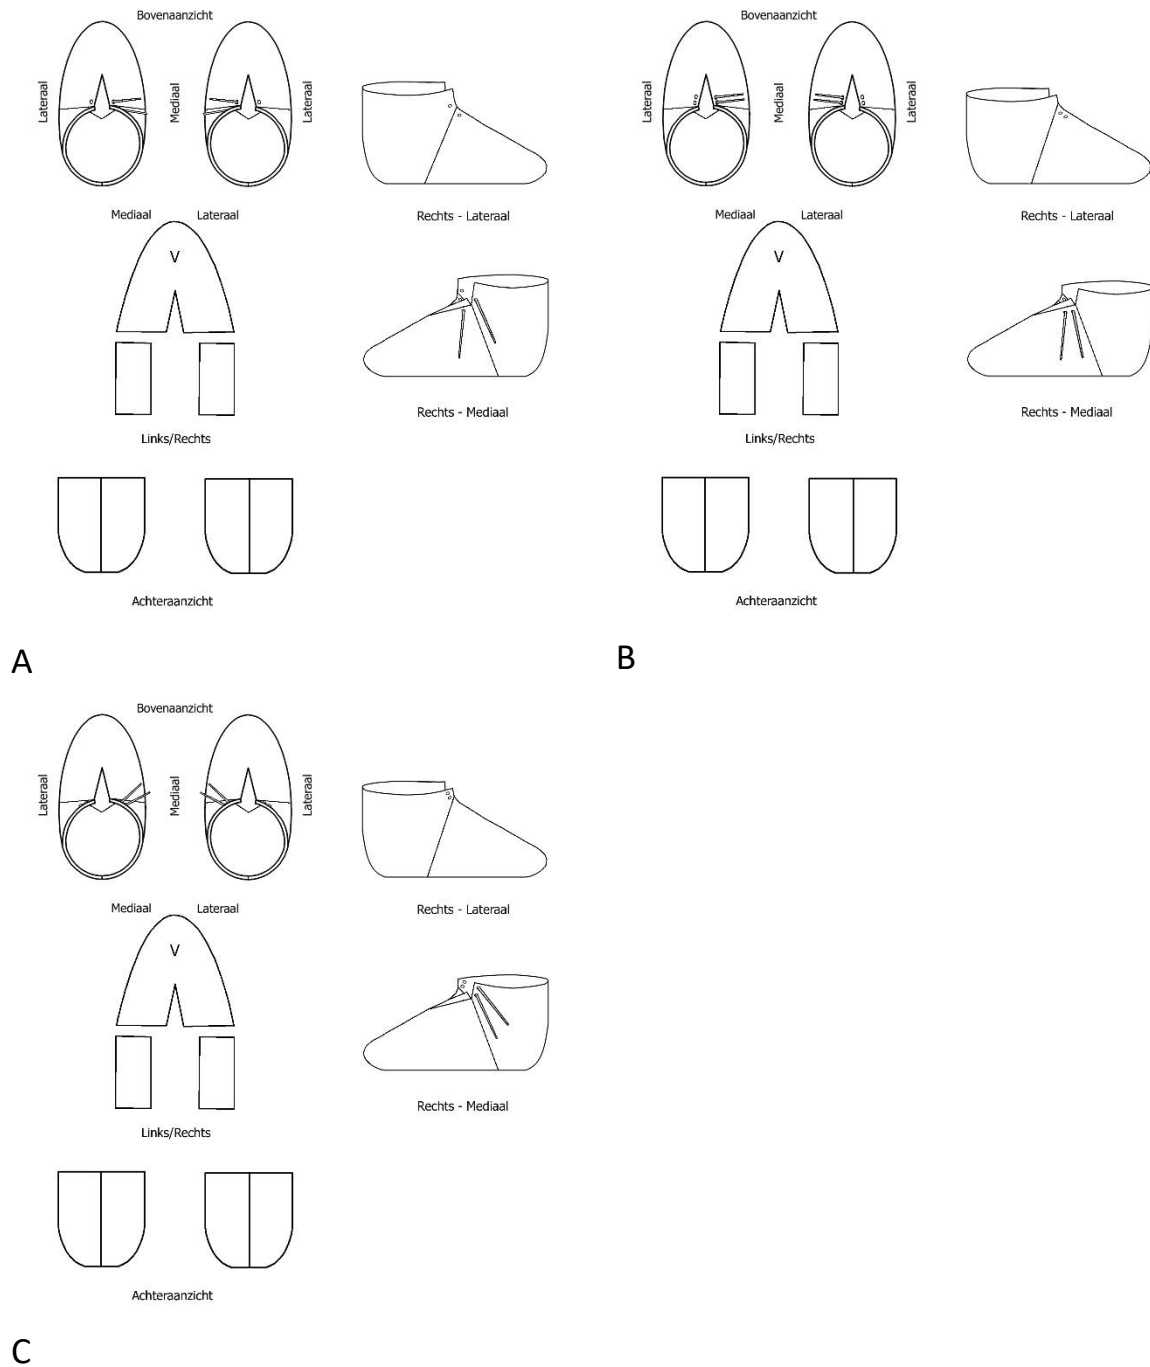 Bovenaanzicht
Lateraal
Mediaal
Lateraal
Rechts - Lateraal
Mediaal
Lateraal
V
Rechts - Mediaal
Links/Rechts
Achteraanzicht
A
Bovenaanzicht
Lateraal
Mediaal
Lateraal
Rechts - Lateraal
Mediaal
Lateraal
V
Rechts - Mediaal
Links/Rechts
Achteraanzicht
B
Bovenaanzicht
Lateraal
Mediaal
Lateraal
Rechts - Lateraal
Mediaal
Lateraal
V
Rechts - Mediaal
Links/Rechts
Achteraanzicht
C